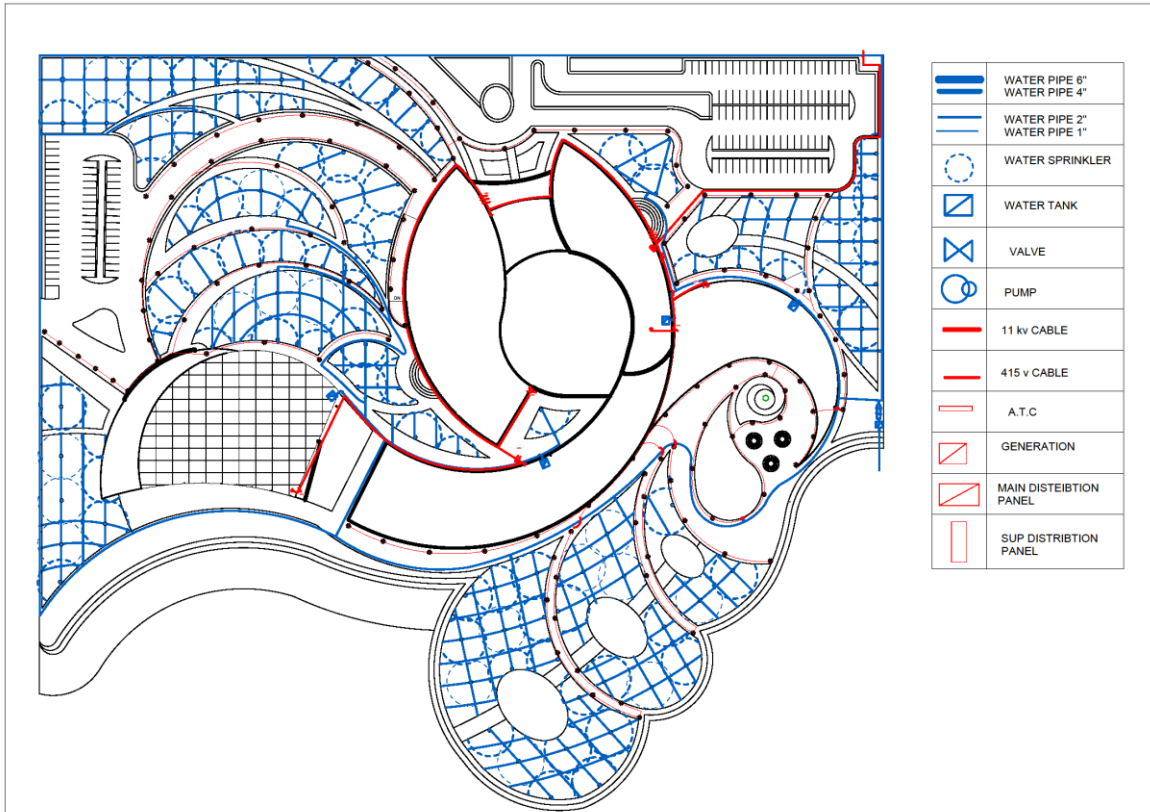 WATER PIPE 6"
WATER PIPE 4"
WATER PIPE 2"
WATER PIPE 1"
WATER SPRINKLER
WATER TANK
VALVE
PUMP
11 kv CABLE
415 v CABLE
A.T.C
GENERATION
MAIN DISTEIBTION
PANEL
SUP DISTRIBTION
PANEL
DN